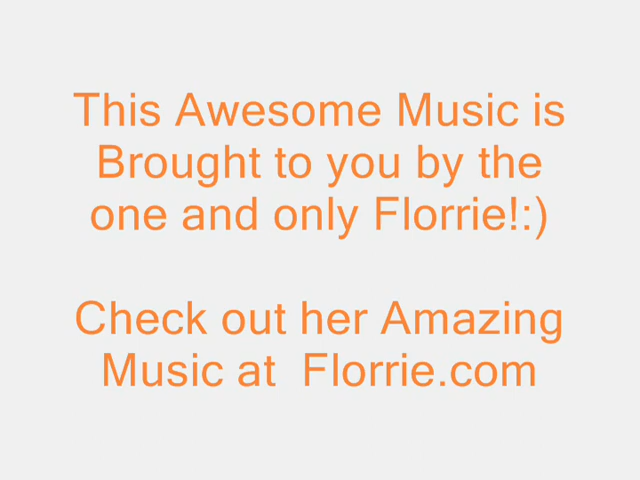 This Awesome Music is
Brought to you by the
one and only Florrie!:)
Check out her Amazing
Music at  Florrie.com